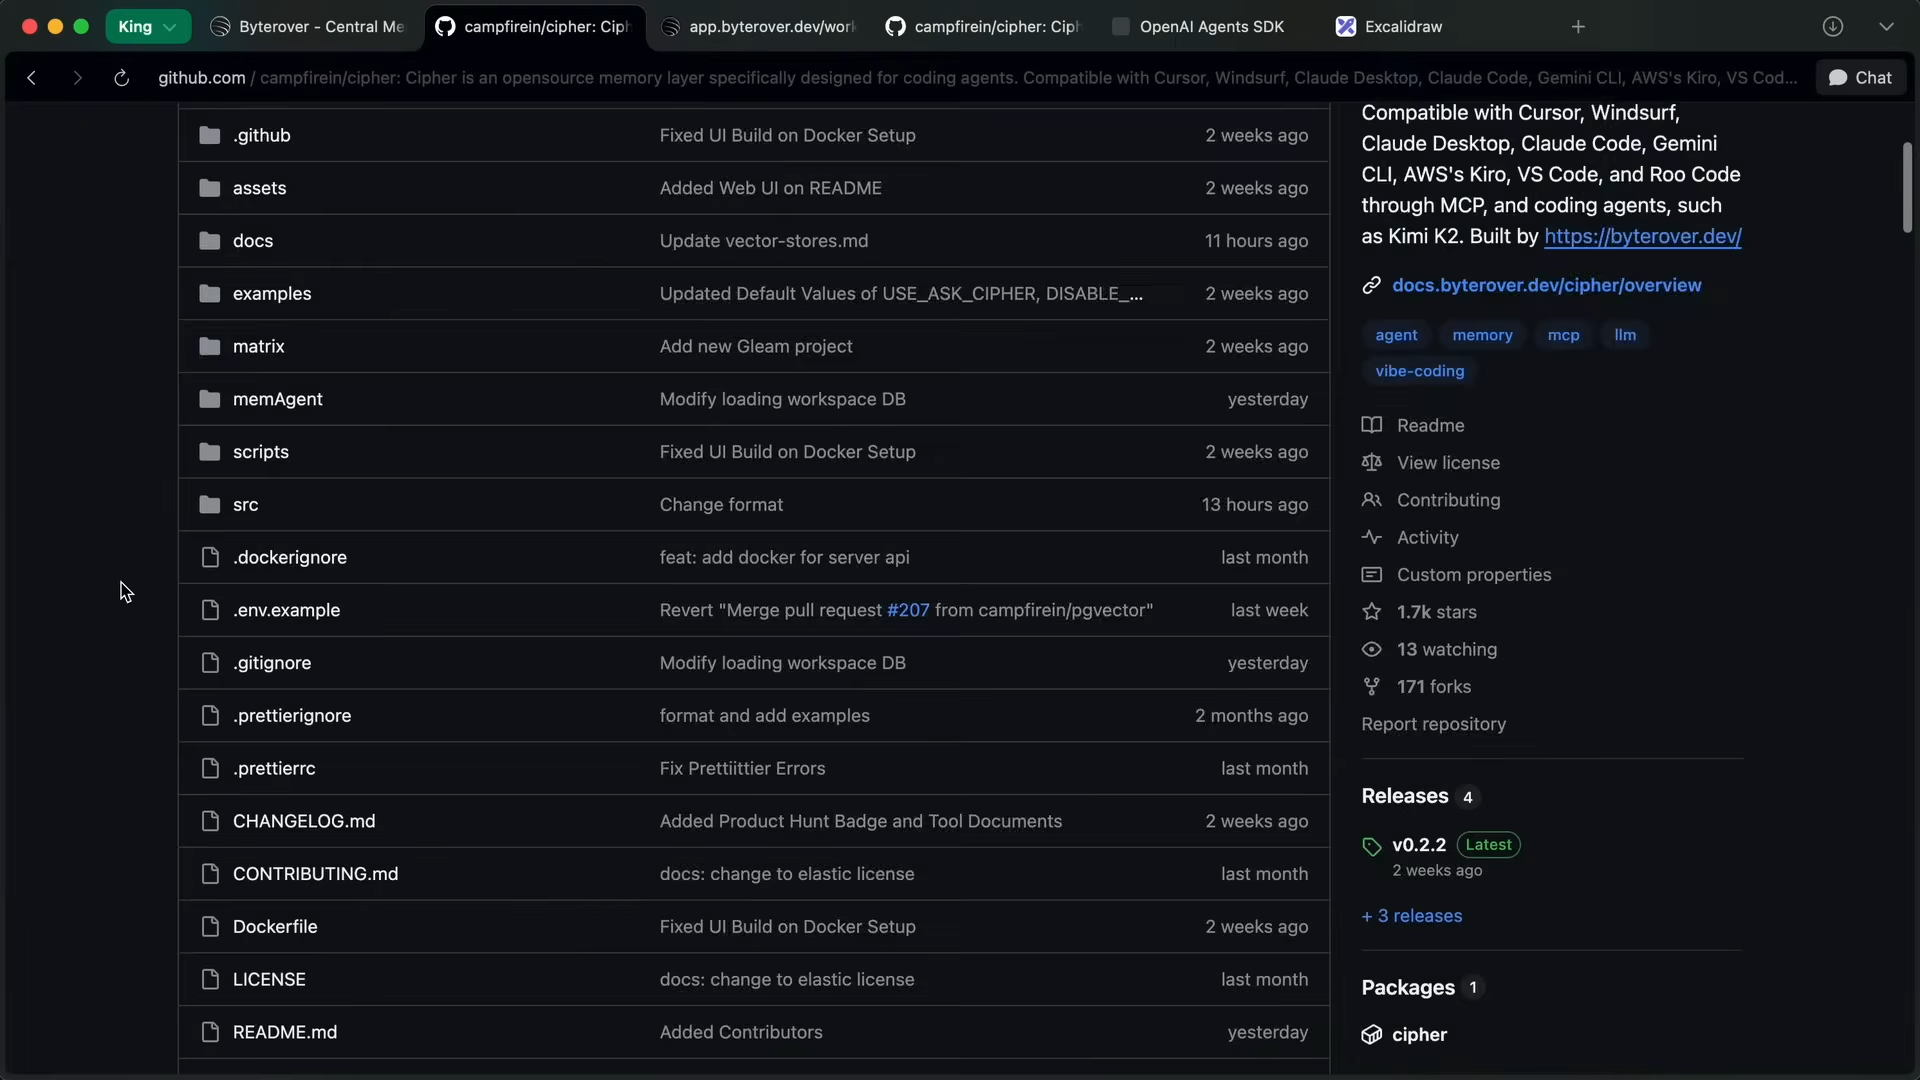 King
Byterover - Central Me
campfirein/cipher: Ciph
app.byterover.dev/work
campfirein/cipher: Ciph
OpenAI Agents SDK
Excalidraw
github.com / campfirein/cipher: Cipher is an opensource memory layer specifically designed for coding agents. Compatible with Cursor, Windsurf, Claude Desktop, Claude Code, Gemini CLI, AWS's Kiro, VS Cod...
Chat
.github Fixed UI Build on Docker Setup 2 weeks ago
assets Added Web UI on README 2 weeks ago
docs Update vector-stores.md 11 hours ago
examples Updated Default Values of USE_ASK_CIPHER, DISABLE_... 2 weeks ago
matrix Add new Gleam project 2 weeks ago
memAgent Modify loading workspace DB yesterday
scripts Fixed UI Build on Docker Setup 2 weeks ago
src Change format 13 hours ago
.dockerignore feat: add docker for server api last month
.env.example Revert "Merge pull request #207 from campfirein/pgvector" last week
.gitignore Modify loading workspace DB yesterday
.prettierignore format and add examples 2 months ago
.prettierrc Fix Prettiittier Errors last month
CHANGELOG.md Added Product Hunt Badge and Tool Documents 2 weeks ago
CONTRIBUTING.md docs: change to elastic license last month
Dockerfile Fixed UI Build on Docker Setup 2 weeks ago
LICENSE docs: change to elastic license last month
README.md Added Contributors yesterday
Compatible with Cursor, Windsurf,
Claude Desktop, Claude Code, Gemini
CLI, AWS's Kiro, VS Code, and Roo Code
through MCP, and coding agents, such
as Kimi K2. Built by https://byterover.dev/
docs.byterover.dev/cipher/overview
agent memory mcp llm
vibe-coding
Readme
View license
Contributing
Activity
Custom properties
1.7k stars
13 watching
171 forks
Report repository
Releases 4
v0.2.2 Latest
2 weeks ago
+ 3 releases
Packages 1
cipher